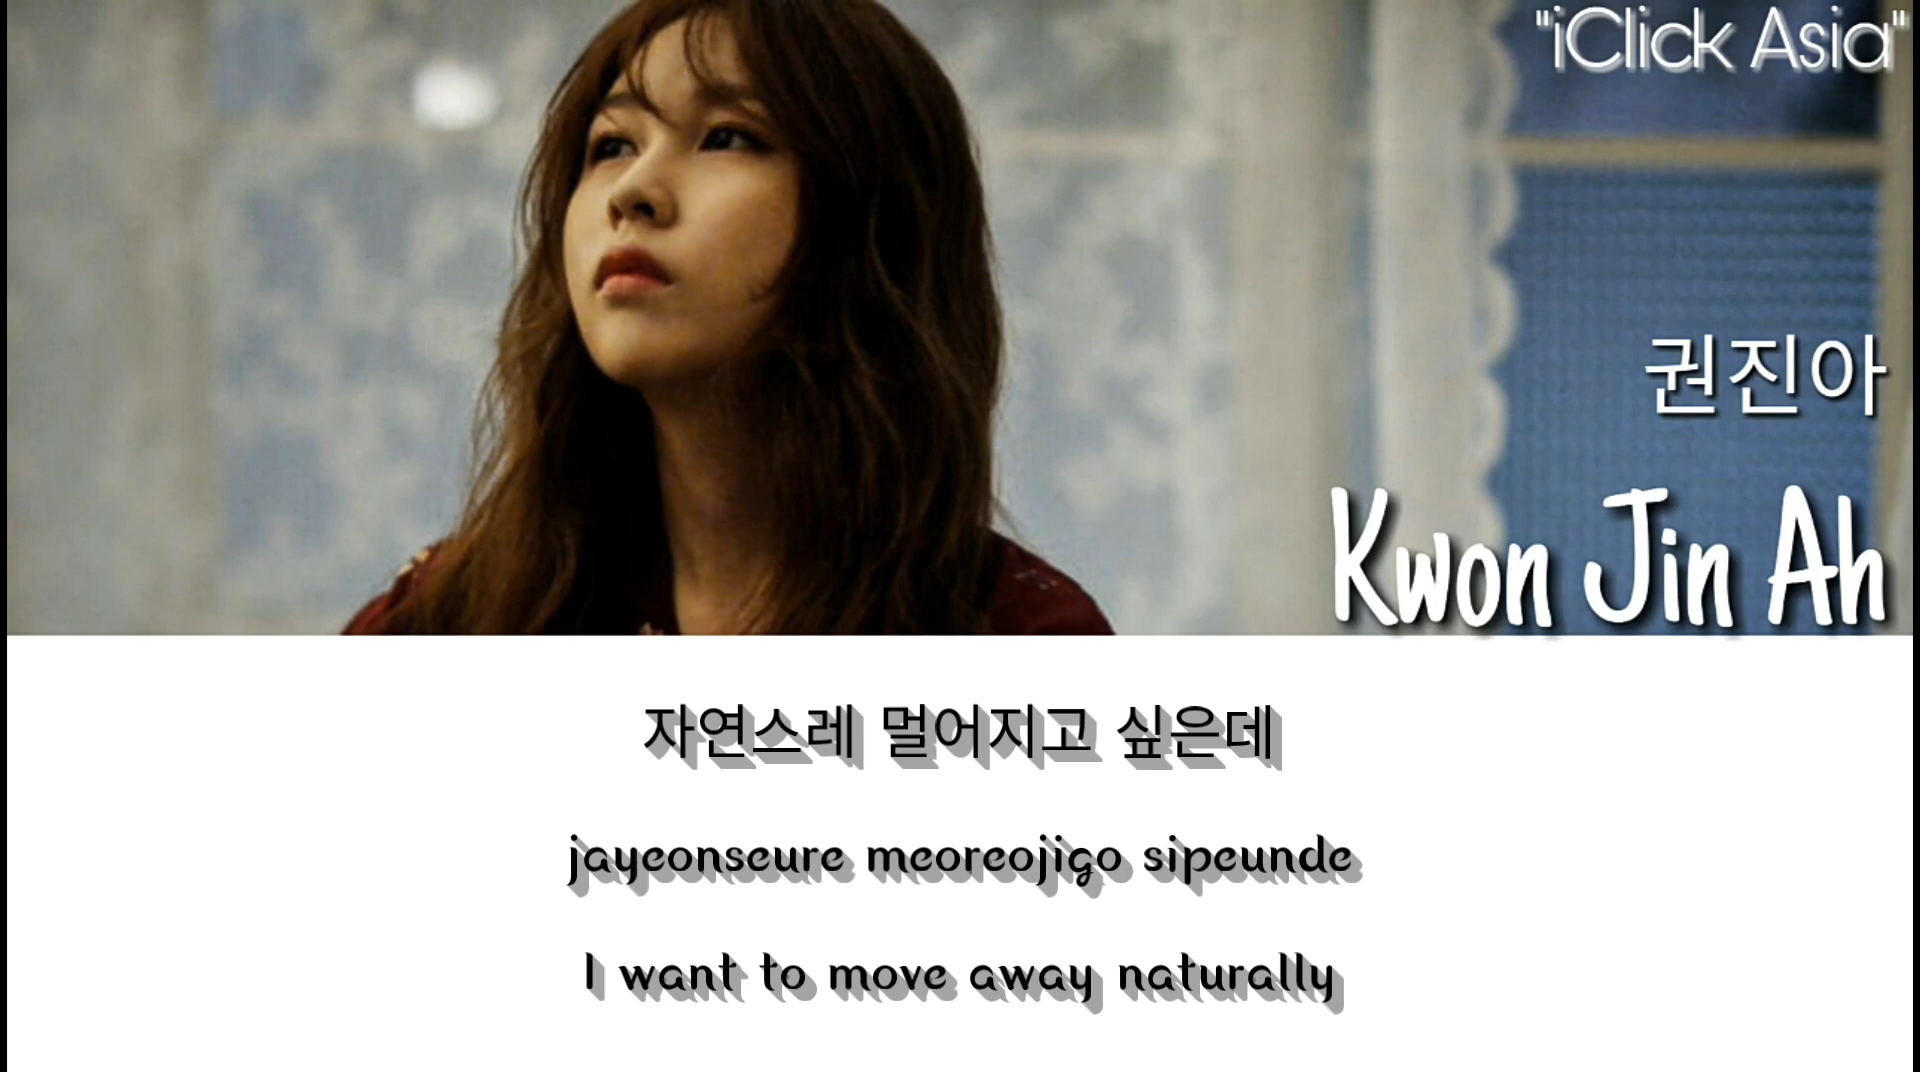 "iClick Asia"
권진아
Kwon Jin Ah
자연스레 멀어지고 싶은데
jayeonseure meoreojigo sipeunde
I want to move away naturally